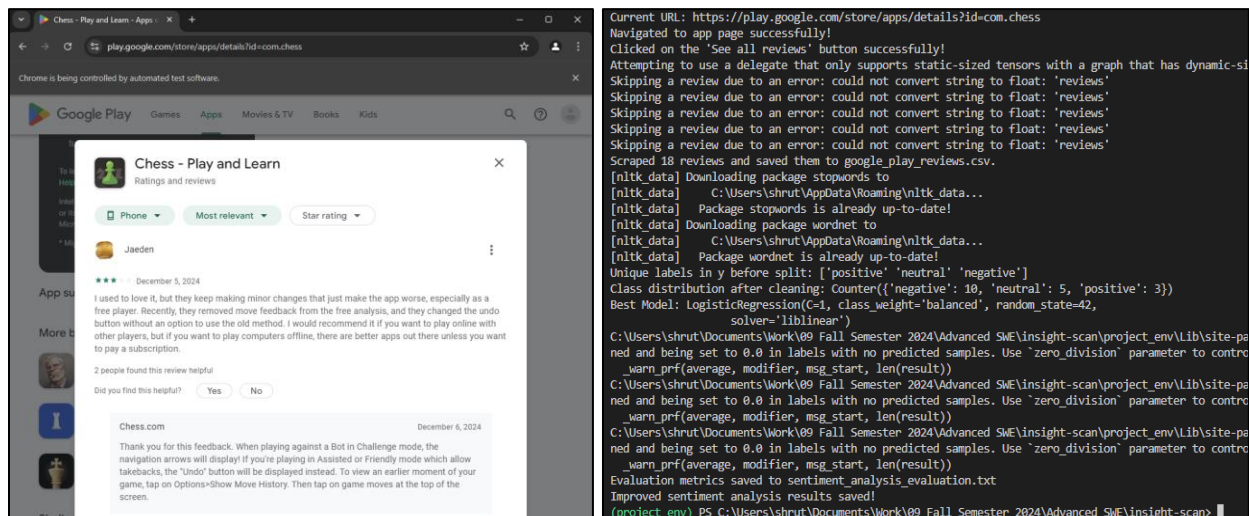 Chess - Play and Learn - Apps
play.google.com/store/apps/details?id=com.chess
Chrome is being controlled by automated test software.
Google Play Games Apps Movies & TV Books Kids
To
Hel
Inte
or
Mic
App su
More b
Chess - Play and Learn
Ratings and reviews
Phone Most relevant Star rating
Jaeden
December 5, 2024
I used to love it, but they keep making minor changes that just make the app worse, especially as a
free player. Recently, they removed move feedback from the free analysis, and they changed the undo
button without an option to use the old method. I would recommend it if you want to play online with
other players, but if you want to play computers offline, there are better apps out there unless you want
to pay a subscription.
2 people found this review helpful
Did you find this helpful? Yes No
Chess.com December 6, 2024
Thank you for this feedback. When playing against a Bot in Challenge mode, the
navigation arrows will display! If you're playing in Assisted or Friendly mode which allow
takebacks, the "Undo" button will be displayed instead. To view an earlier moment of your
game, tap on Options>Show Move History. Then tap on game moves at the top of the
screen.
Current URL: https://play.google.com/store/apps/details?id=com.chess
Navigated to app page successfully!
Clicked on the 'See all reviews' button successfully!
Attempting to use a delegate that only supports static-sized tensors with a graph that has dynamic-si
Skipping a review due to an error: could not convert string to float: 'reviews'
Skipping a review due to an error: could not convert string to float: 'reviews'
Skipping a review due to an error: could not convert string to float: 'reviews'
Skipping a review due to an error: could not convert string to float: 'reviews'
Skipping a review due to an error: could not convert string to float: 'reviews'
Scraped 18 reviews and saved them to google_play_reviews.csv.
[nltk_data] Downloading package stopwords to
[nltk_data] C:\Users\shrut\AppData\Roaming\nltk_data...
[nltk_data] Package stopwords is already up-to-date!
[nltk_data] Downloading package wordnet to
[nltk_data] C:\Users\shrut\AppData\Roaming\nltk_data...
[nltk_data] Package wordnet is already up-to-date!
Unique labels in y before split: ['positive' 'neutral' 'negative']
Class distribution after cleaning: Counter({'negative': 10, 'neutral': 5, 'positive': 3})
Best Model: LogisticRegression(C=1, class_weight='balanced', random_state=42,
solver='liblinear')
C:\Users\shrut\Documents\Work\09 Fall Semester 2024\Advanced SWE\insight-scan\project_env\Lib\site-pa
ned and being set to 0.0 in labels with no predicted samples. Use `zero_division` parameter to contro
_warn_prf(average, modifier, msg_start, len(result))
C:\Users\shrut\Documents\Work\09 Fall Semester 2024\Advanced SWE\insight-scan\project_env\Lib\site-pa
ned and being set to 0.0 in labels with no predicted samples. Use `zero_division` parameter to contro
_warn_prf(average, modifier, msg_start, len(result))
C:\Users\shrut\Documents\Work\09 Fall Semester 2024\Advanced SWE\insight-scan\project_env\Lib\site-pa
ned and being set to 0.0 in labels with no predicted samples. Use `zero_division` parameter to contro
_warn_prf(average, modifier, msg_start, len(result))
Evaluation metrics saved to sentiment_analysis_evaluation.txt
Improved sentiment analysis results saved!
(project_env) PS C:\Users\shrut\Documents\Work\09 Fall Semester 2024\Advanced SWE\insight-scan>